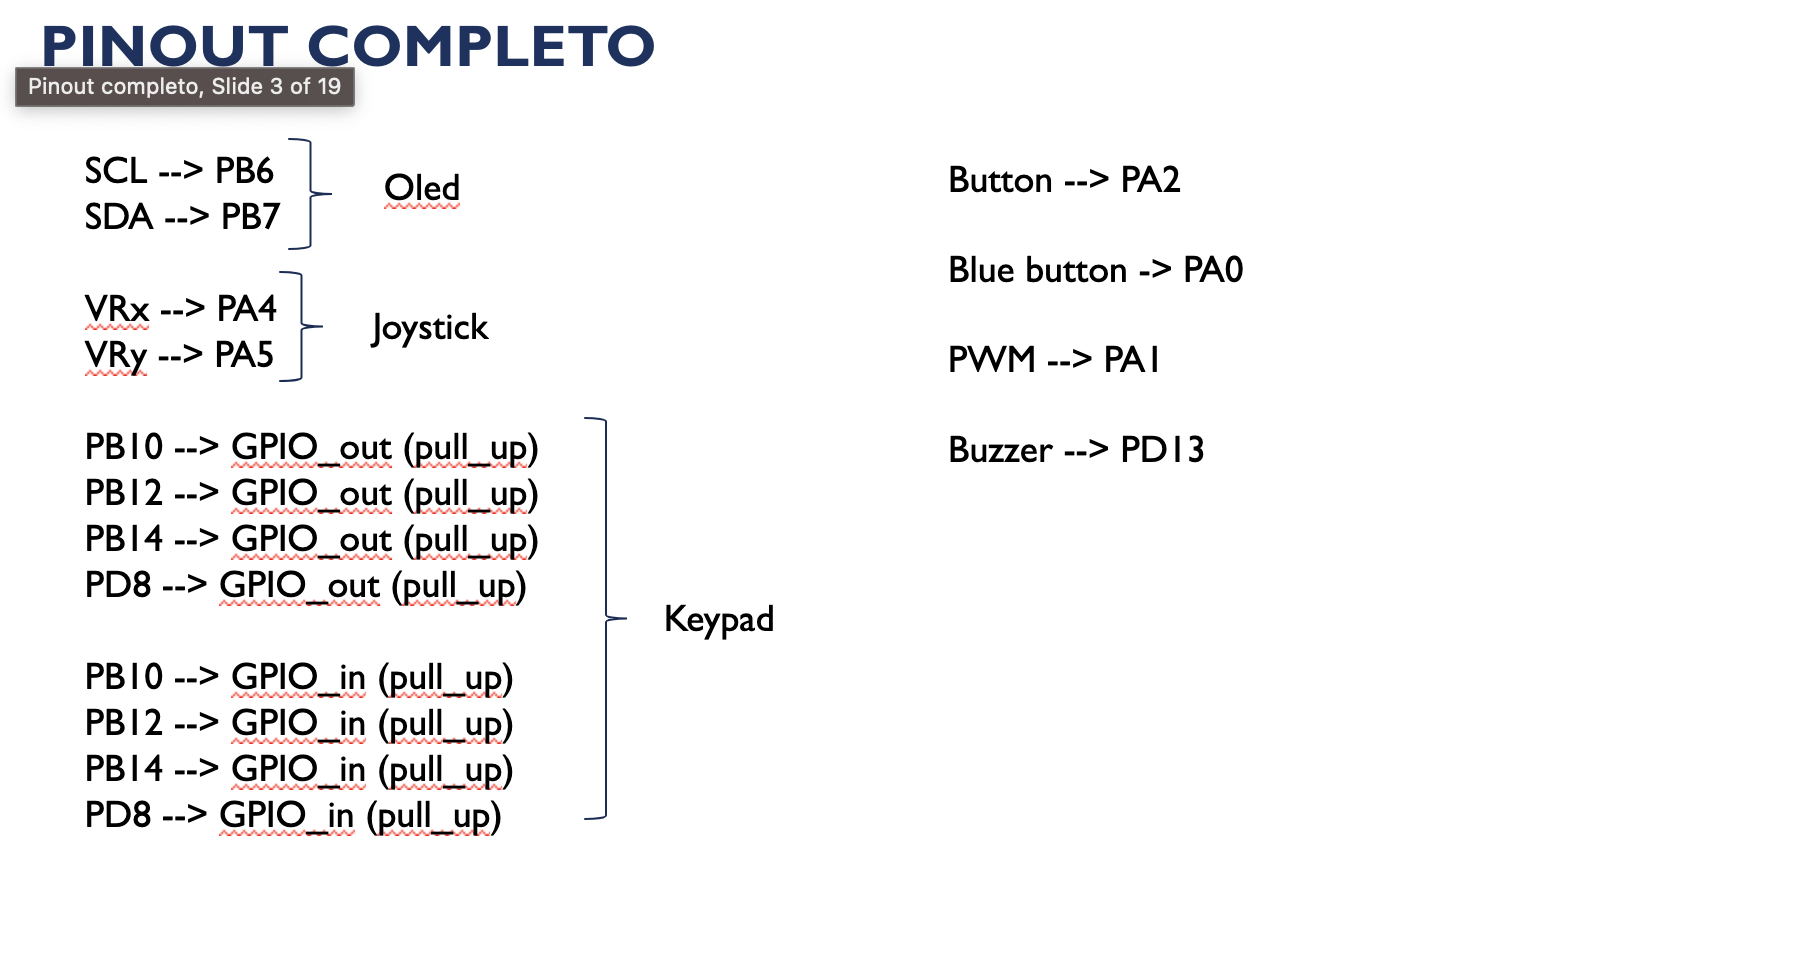 PINOUT COMPLETO
Pinout completo, Slide 3 of 19
SCL --> PB6
SDA --> PB7
Oled
VRx --> PA4
VRy --> PA5
Joystick
PB10 --> GPIO_out (pull_up)
PB12 --> GPIO_out (pull_up)
PB14 --> GPIO_out (pull_up)
PD8 --> GPIO_out (pull_up)
PB10 --> GPIO_in (pull_up)
PB12 --> GPIO_in (pull_up)
PB14 --> GPIO_in (pull_up)
PD8 --> GPIO_in (pull_up)
Keypad
Button --> PA2
Blue button -> PA0
PWM --> PA1
Buzzer --> PD13